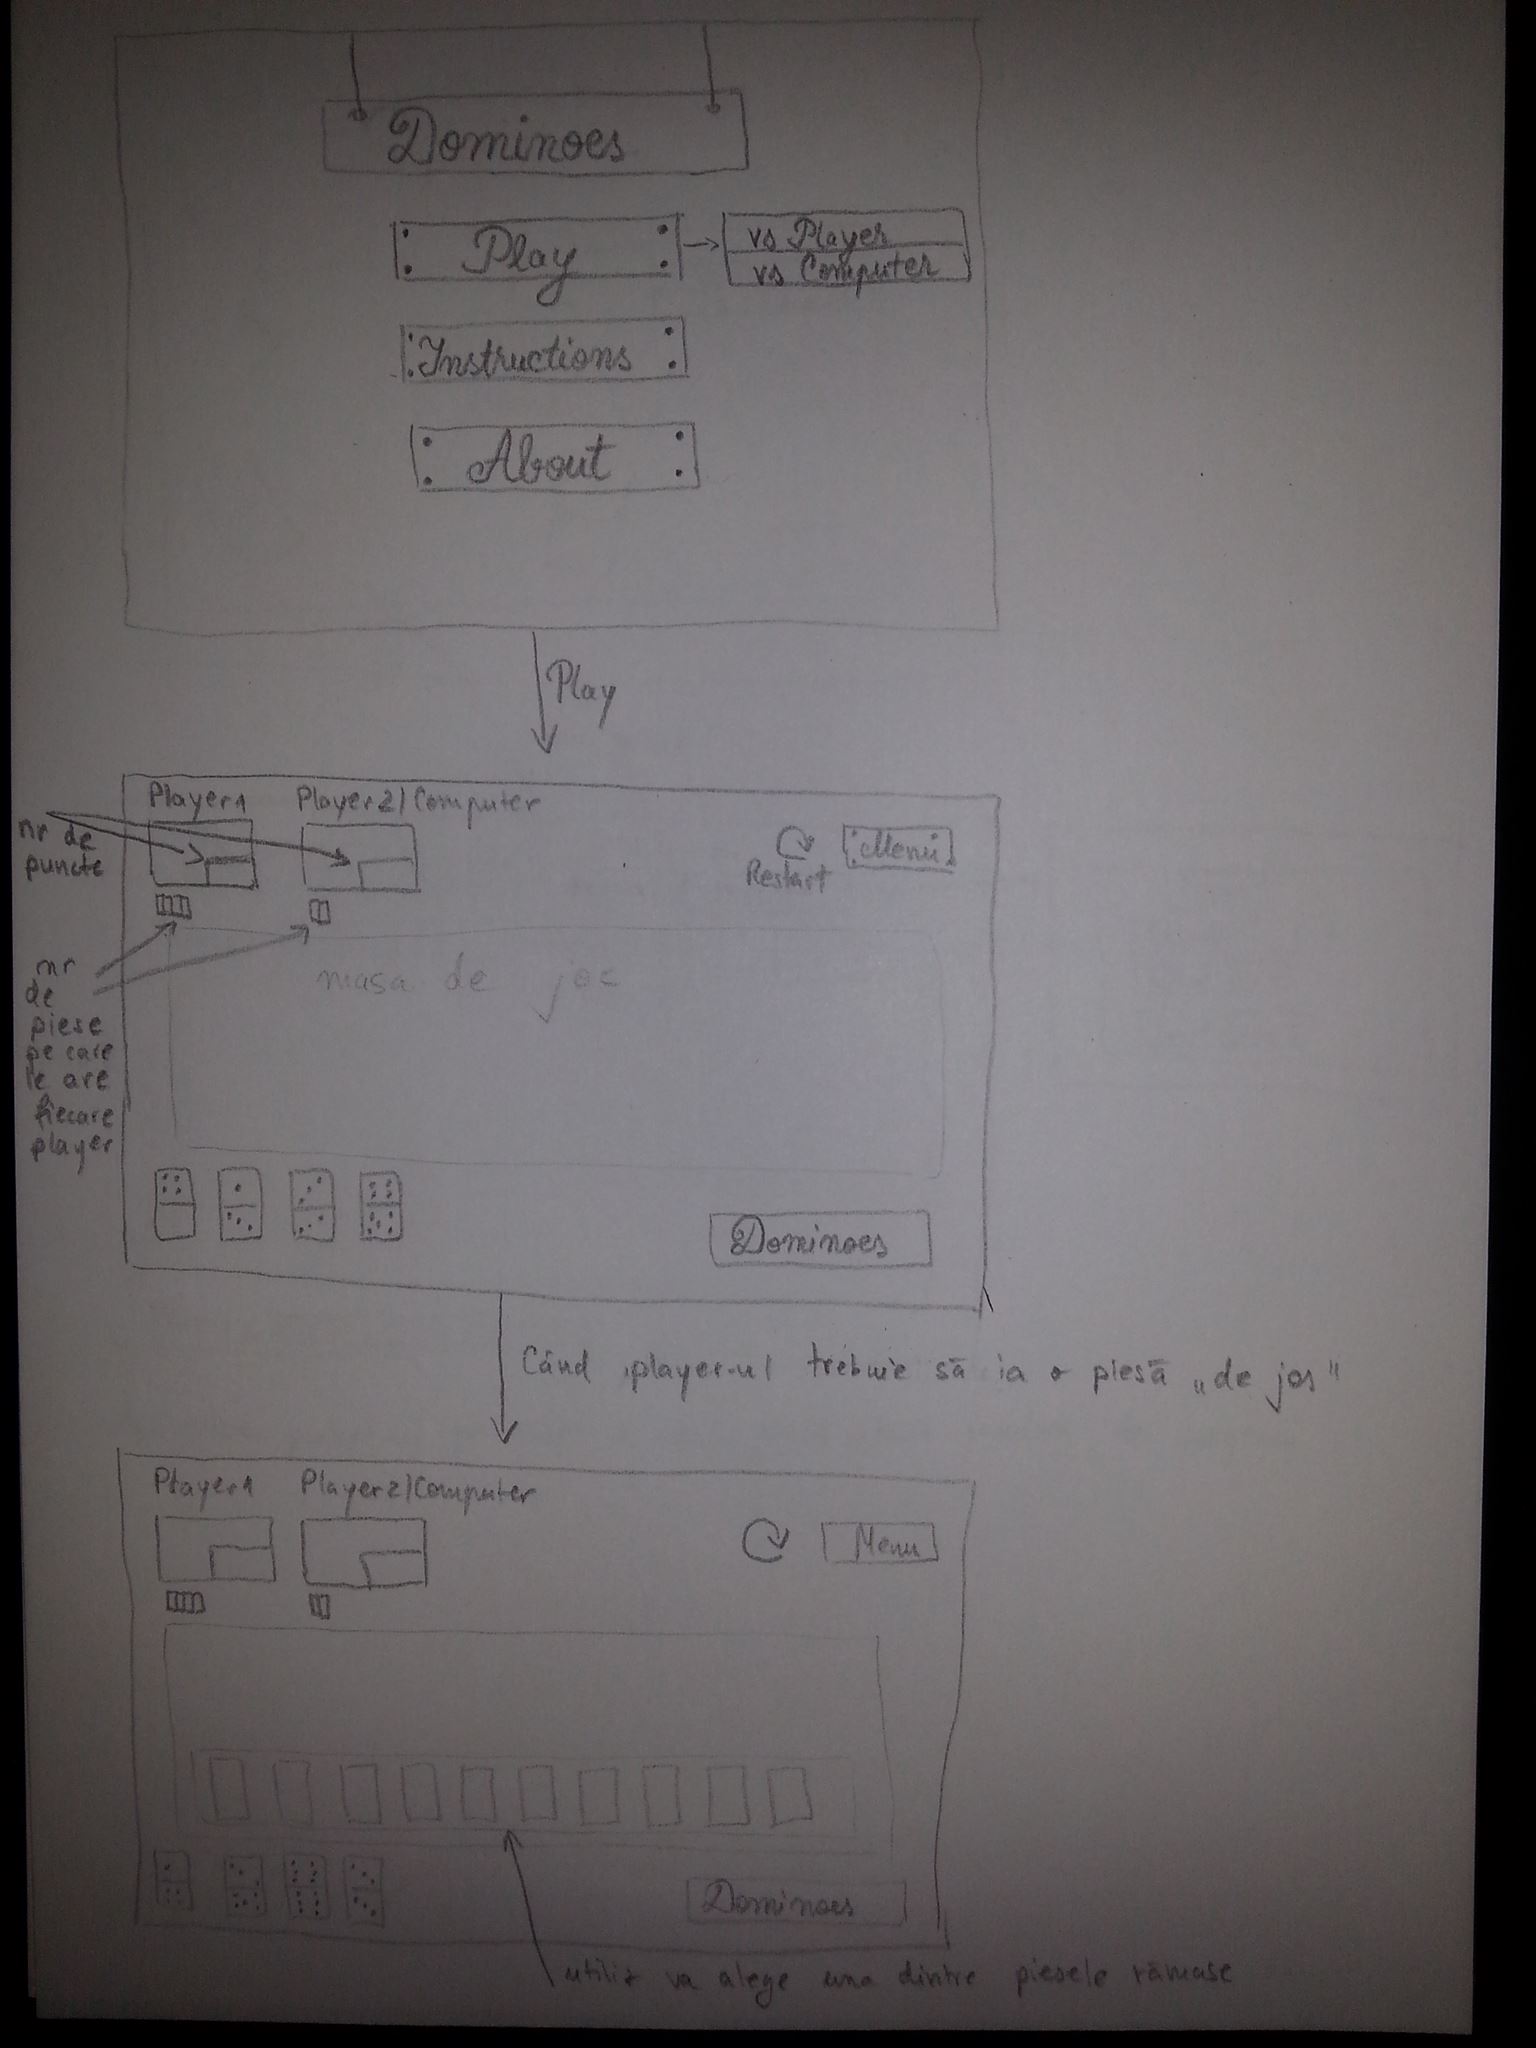 Dominoes
Play
vs Player
vs Computer
Instructions
About
Play
Player1
Player2/Computer
nr de
puncte
Restart
Menu
masa de joc
nr
de
piese
pe care
le are
fiecare
player
Dominoes
Când player-ul trebuie să ia o piesă „de jos"
Player1
Player2/Computer
Menu
Dominoes
utiliz va alege una dintre piesele rămase